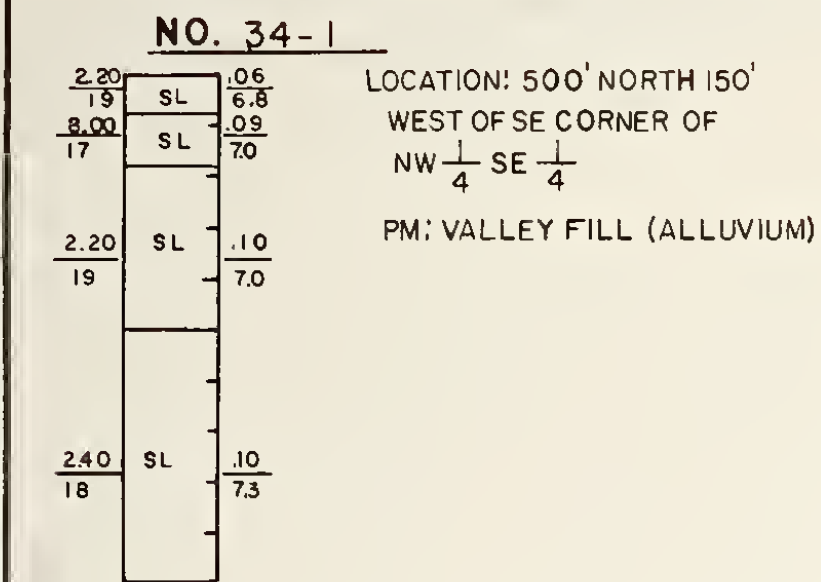 NO. 34-1
2.20 SL .06
19 6.8
8.00 SL .09
17 7.0
2.20 SL .10
19 7.0
2.40 SL .10
18 7.3
LOCATION: 500' NORTH 150'
WEST OF SE CORNER OF
NW 1/4 SE 1/4
PM: VALLEY FILL (ALLUVIUM)